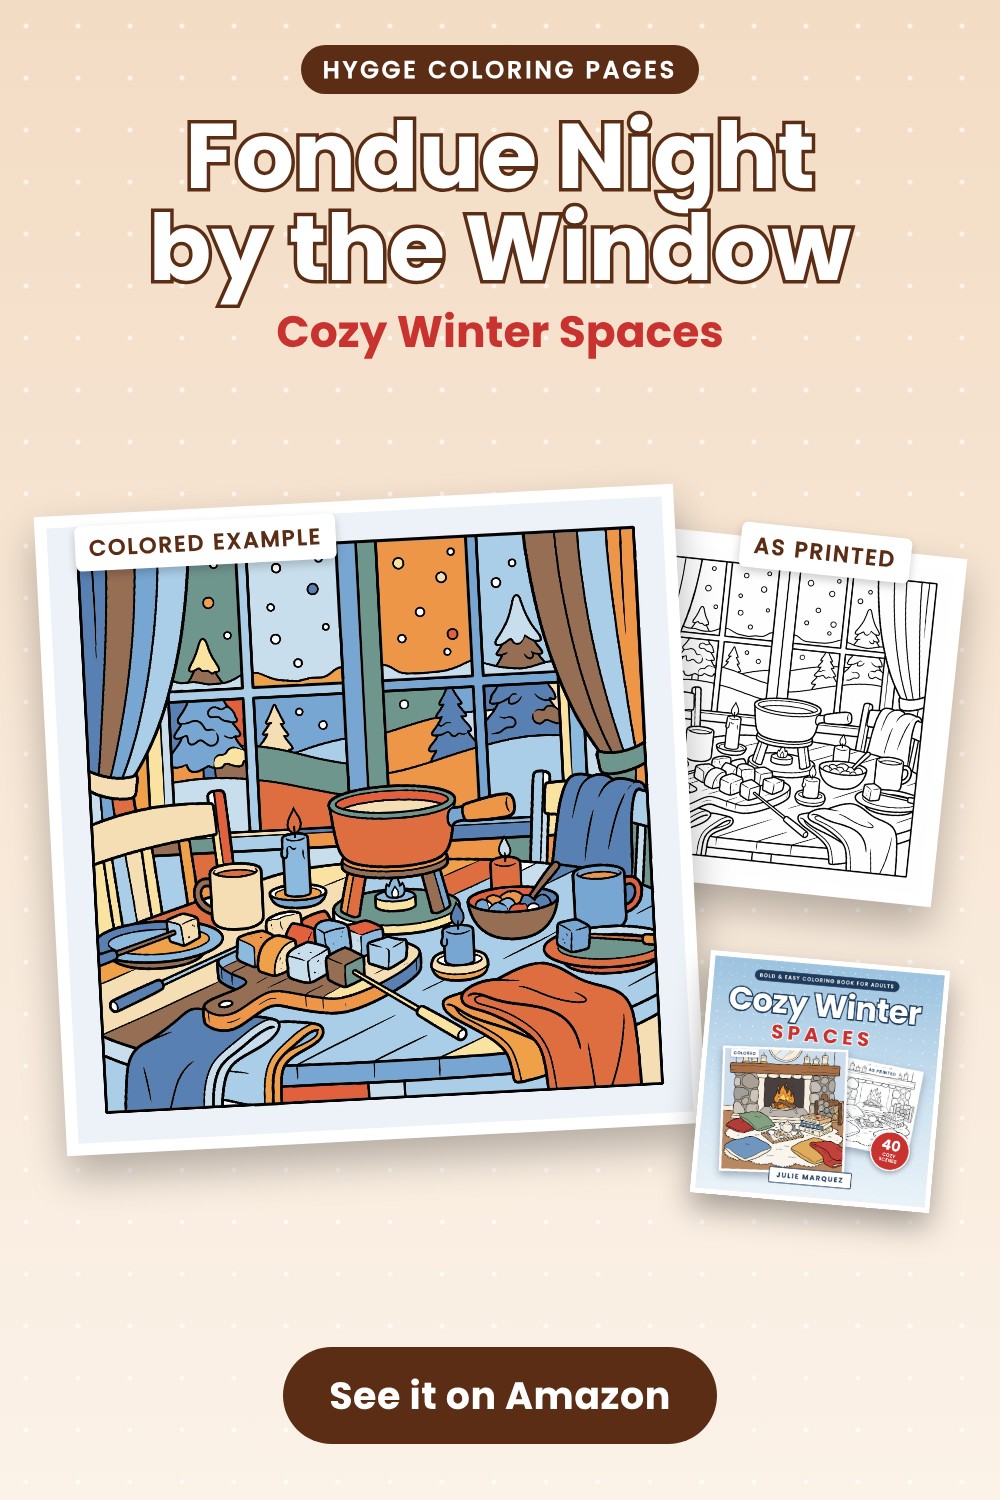 HYGGE COLORING PAGES
Fondue Night
by the Window
Cozy Winter Spaces
COLORED EXAMPLE
AS PRINTED
BOLD & EASY COLORING BOOK FOR ADULTS
Cozy Winter
SPACES
COLORED
AS PRINTED
40
COZY
SCENES
JULIE MARQUEZ
See it on Amazon